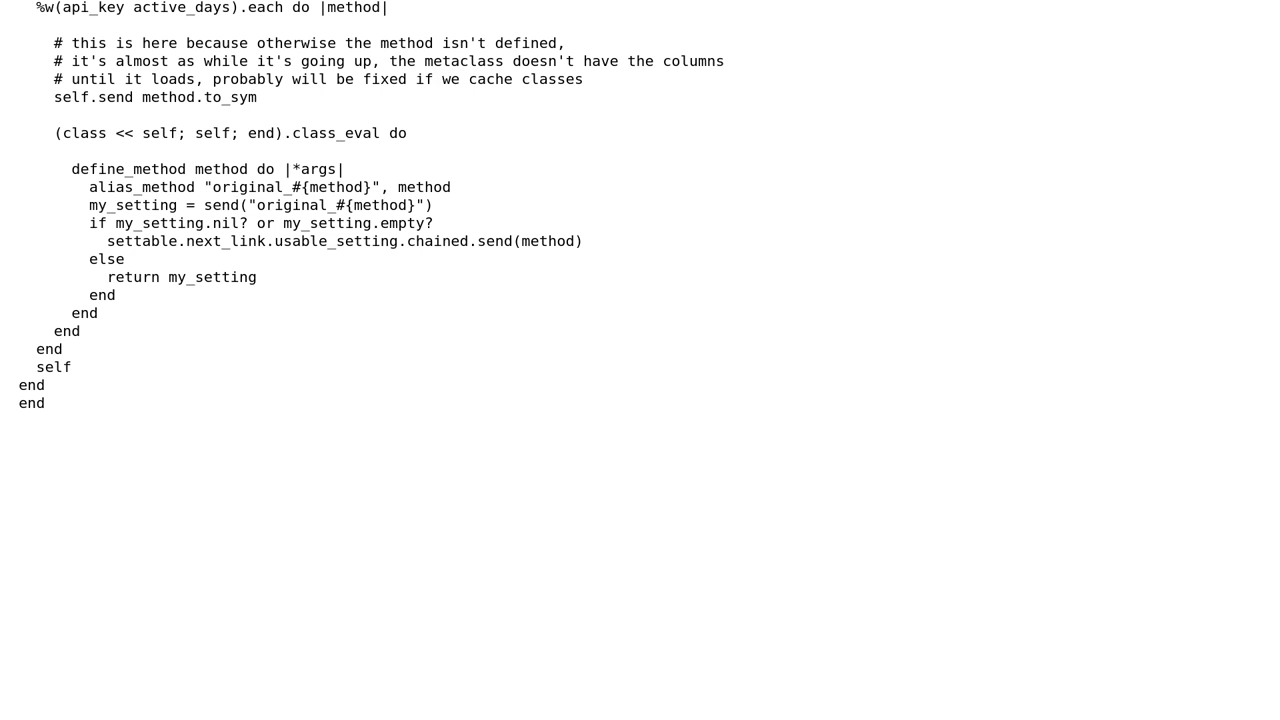 %w(api_key active_days).each do |method|
# this is here because otherwise the method isn't defined,
# it's almost as while it's going up, the metaclass doesn't have the columns
# until it loads, probably will be fixed if we cache classes
self.send method.to_sym
(class << self; self; end).class_eval do
define_method method do |*args|
alias_method "original_#{method}", method
my_setting = send("original_#{method}")
if my_setting.nil? or my_setting.empty?
settable.next_link.usable_setting.chained.send(method)
else
return my_setting
end
end
end
end
self
end
end